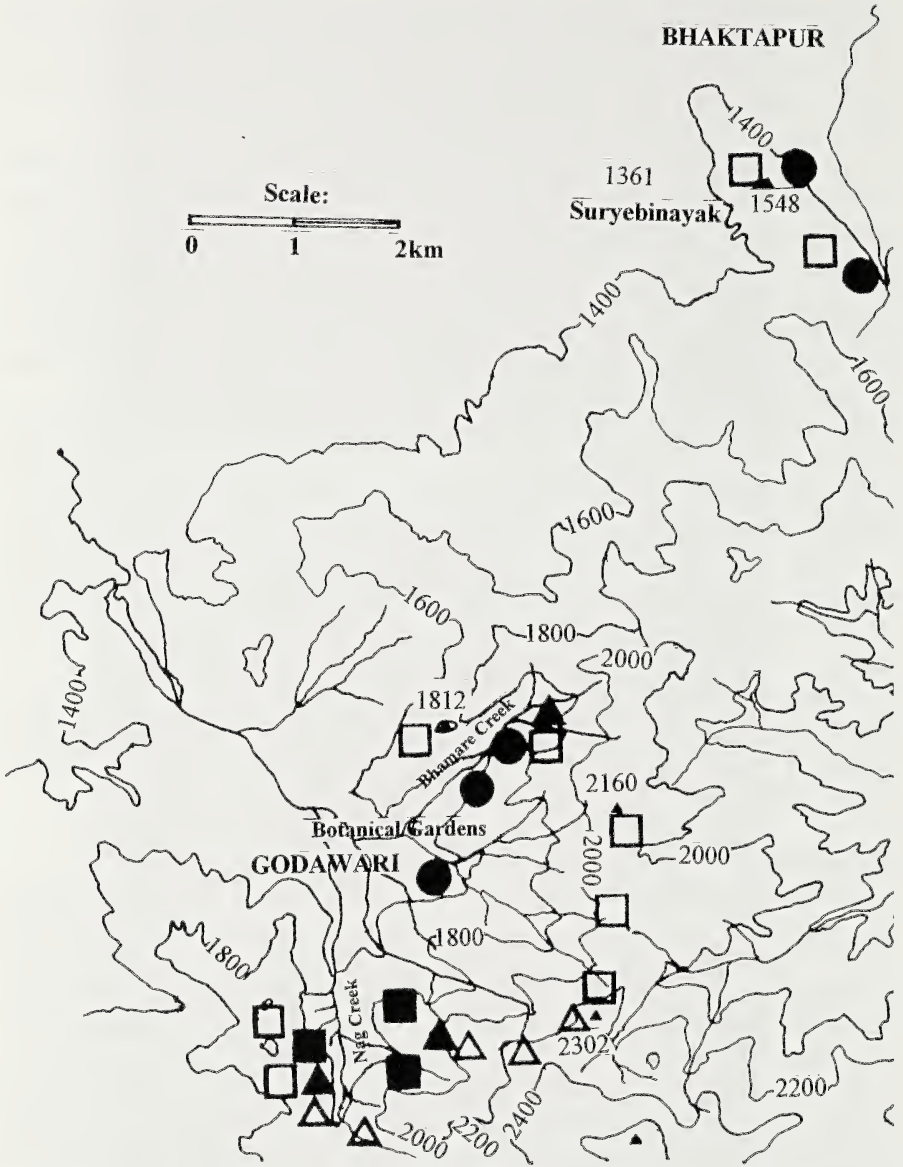 BHAKTAPUR
1400
1361
Suryebinayak
1548
Scale:
0 1 2km
1400
1600
1600
1600
1800
2000
1400
1812
Bhamare Creek
2160
Botanical Gardens
GODAWARI
2000
2000
1800
1800
Nag Creek
2302
2200
2400
2200
2000